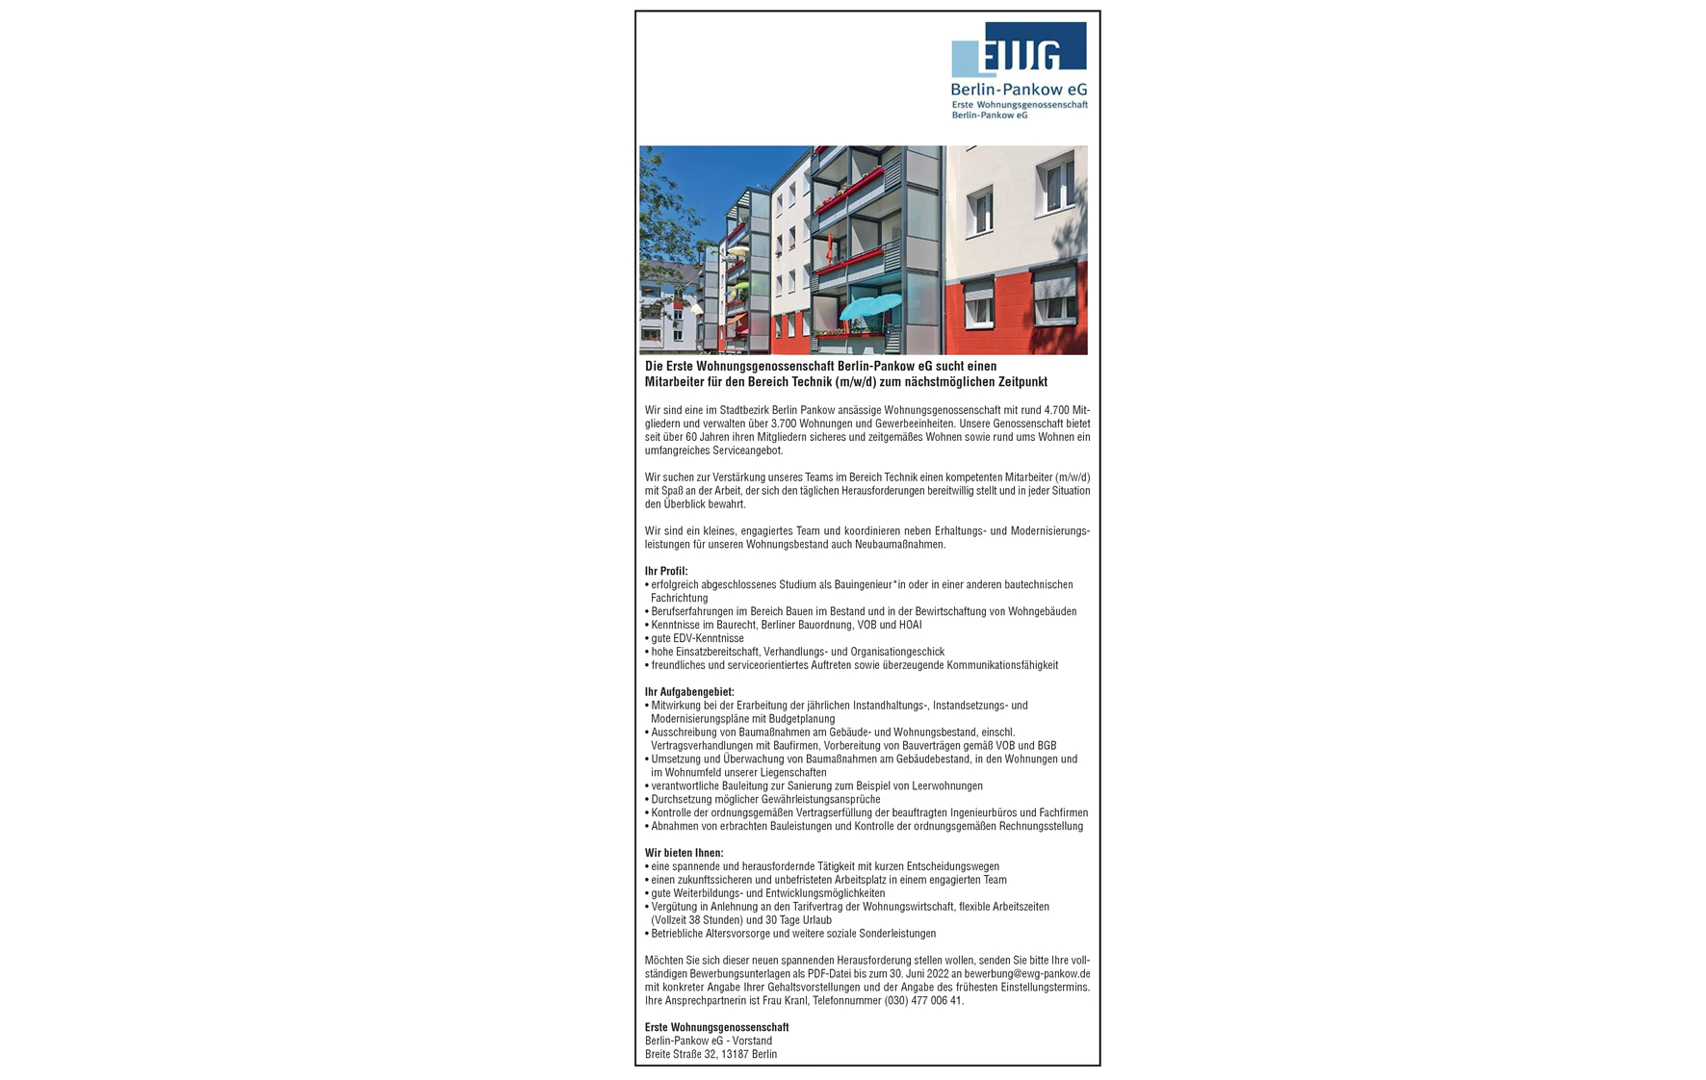 EWG
Berlin-Pankow eG
Erste Wohnungsgenossenschaft
Berlin-Pankow eG
Die Erste Wohnungsgenossenschaft Berlin-Pankow eG sucht einen
Mitarbeiter für den Bereich Technik (m/w/d) zum nächstmöglichen Zeitpunkt
Wir sind eine im Stadtbezirk Berlin Pankow ansässige Wohnungsgenossenschaft mit rund 4.700 Mit-
gliedern und verwalten über 3.700 Wohnungen und Gewerbeeinheiten. Unsere Genossenschaft bietet
seit über 60 Jahren ihren Mitgliedern sicheres und zeitgemäßes Wohnen sowie rund ums Wohnen ein
umfangreiches Serviceangebot.
Wir suchen zur Verstärkung unseres Teams im Bereich Technik einen kompetenten Mitarbeiter (m/w/d)
mit Spaß an der Arbeit, der sich den täglichen Herausforderungen bereitwillig stellt und in jeder Situation
den Überblick bewahrt.
Wir sind ein kleines, engagiertes Team und koordinieren neben Erhaltungs- und Modernisierungs-
leistungen für unseren Wohnungsbestand auch Neubaumaßnahmen.
Ihr Profil:
• erfolgreich abgeschlossenes Studium als Bauingenieur*in oder in einer anderen bautechnischen
Fachrichtung
• Berufserfahrungen im Bereich Bauen im Bestand und in der Bewirtschaftung von Wohngebäuden
• Kenntnisse im Baurecht, Berliner Bauordnung, VOB und HOAI
• gute EDV-Kenntnisse
• hohe Einsatzbereitschaft, Verhandlungs- und Organisationgeschick
• freundliches und serviceorientiertes Auftreten sowie überzeugende Kommunikationsfähigkeit
Ihr Aufgabengebiet:
• Mitwirkung bei der Erarbeitung der jährlichen Instandhaltungs-, Instandsetzungs- und
Modernisierungspläne mit Budgetplanung
• Ausschreibung von Baumaßnahmen am Gebäude- und Wohnungsbestand, einschl.
Vertragsverhandlungen mit Baufirmen, Vorbereitung von Bauverträgen gemäß VOB und BGB
• Umsetzung und Überwachung von Baumaßnahmen am Gebäudebestand, in den Wohnungen und
im Wohnumfeld unserer Liegenschaften
• verantwortliche Bauleitung zur Sanierung zum Beispiel von Leerwohnungen
• Durchsetzung möglicher Gewährleistungsansprüche
• Kontrolle der ordnungsgemäßen Vertragserfüllung der beauftragten Ingenieurbüros und Fachfirmen
• Abnahmen von erbrachten Bauleistungen und Kontrolle der ordnungsgemäßen Rechnungsstellung
Wir bieten Ihnen:
• eine spannende und herausfordernde Tätigkeit mit kurzen Entscheidungswegen
• einen zukunftssicheren und unbefristeten Arbeitsplatz in einem engagierten Team
• gute Weiterbildungs- und Entwicklungsmöglichkeiten
• Vergütung in Anlehnung an den Tarifvertrag der Wohnungswirtschaft, flexible Arbeitszeiten
(Vollzeit 38 Stunden) und 30 Tage Urlaub
• Betriebliche Altersvorsorge und weitere soziale Sonderleistungen
Möchten Sie sich dieser neuen spannenden Herausforderung stellen wollen, senden Sie bitte Ihre voll-
ständigen Bewerbungsunterlagen als PDF-Datei bis zum 30. Juni 2022 an bewerbung@ewg-pankow.de
mit konkreter Angabe Ihrer Gehaltsvorstellungen und der Angabe des frühesten Einstellungstermins.
Ihre Ansprechpartnerin ist Frau Kranl, Telefonnummer (030) 477 006 41.
Erste Wohnungsgenossenschaft
Berlin-Pankow eG - Vorstand
Breite Straße 32, 13187 Berlin